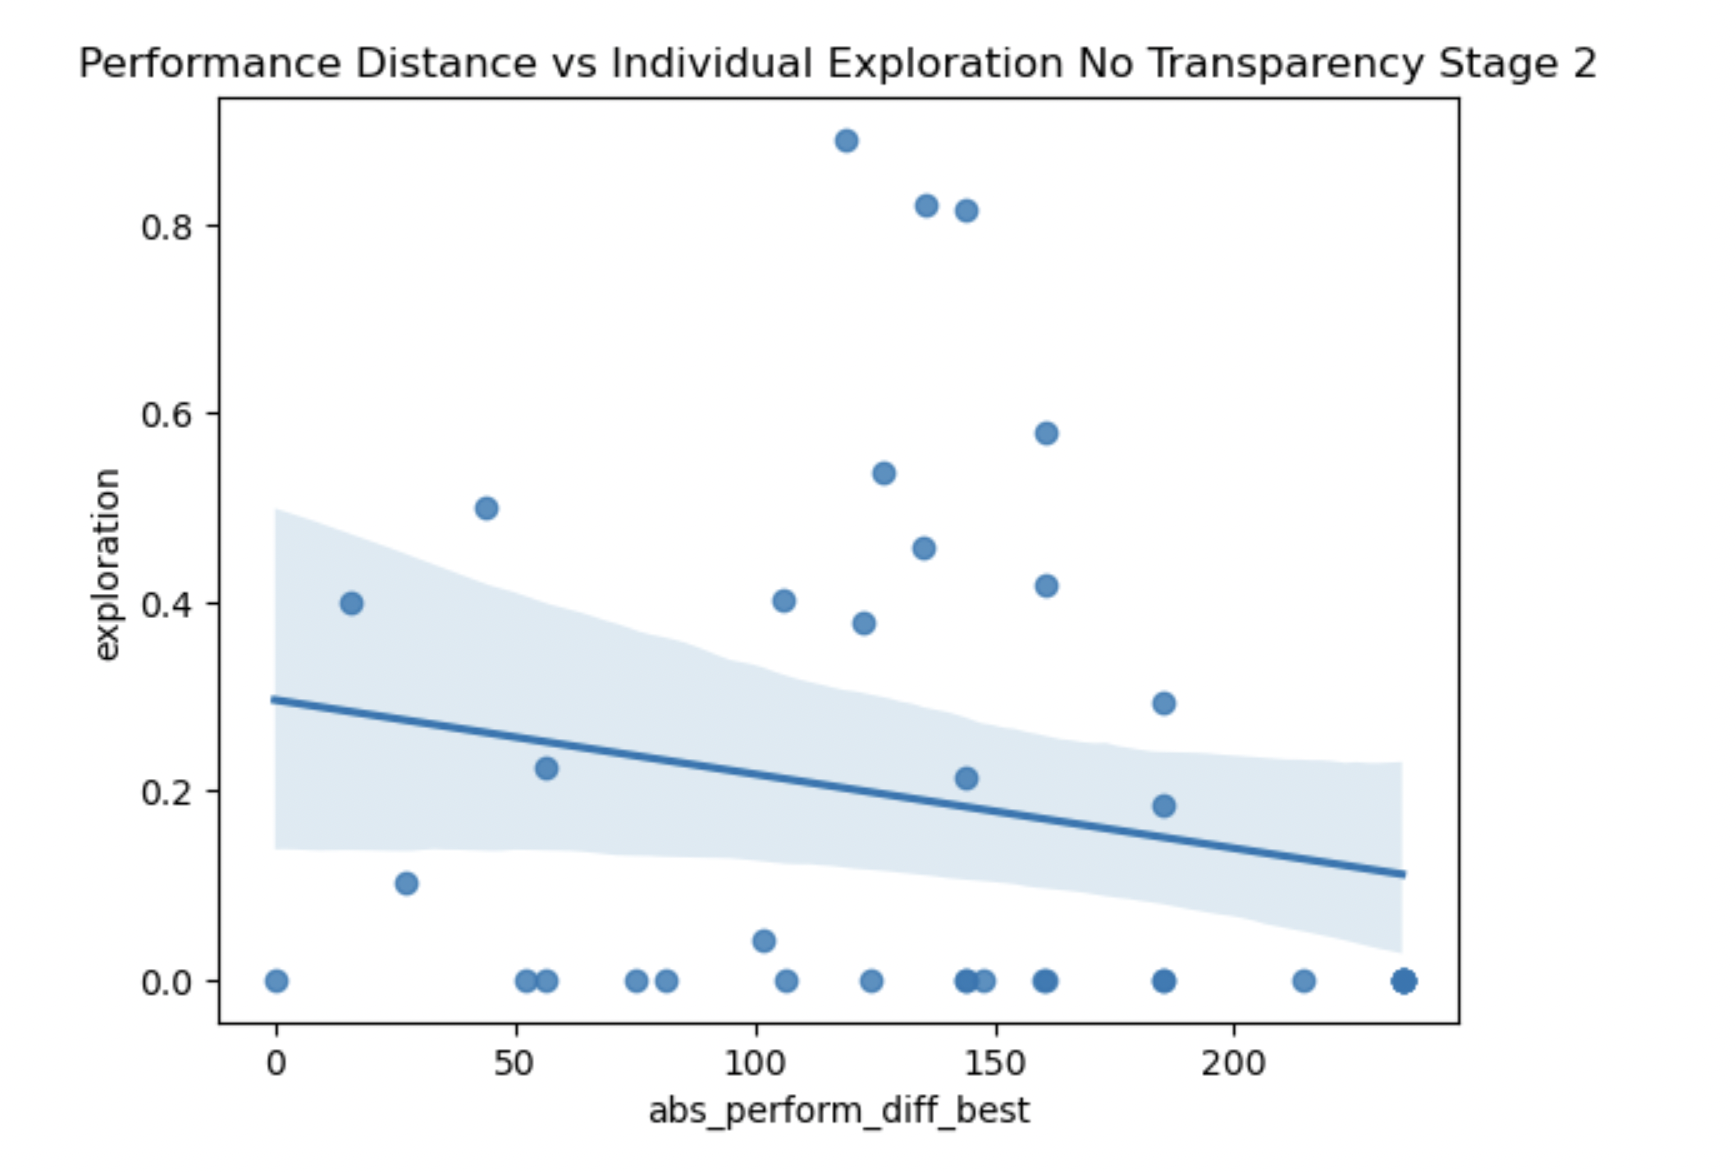 Performance Distance vs Individual Exploration No Transparency Stage 2
0.8
0.6
0.4
0.2
0.0
exploration
0 50 100 150 200
abs_perform_diff_best